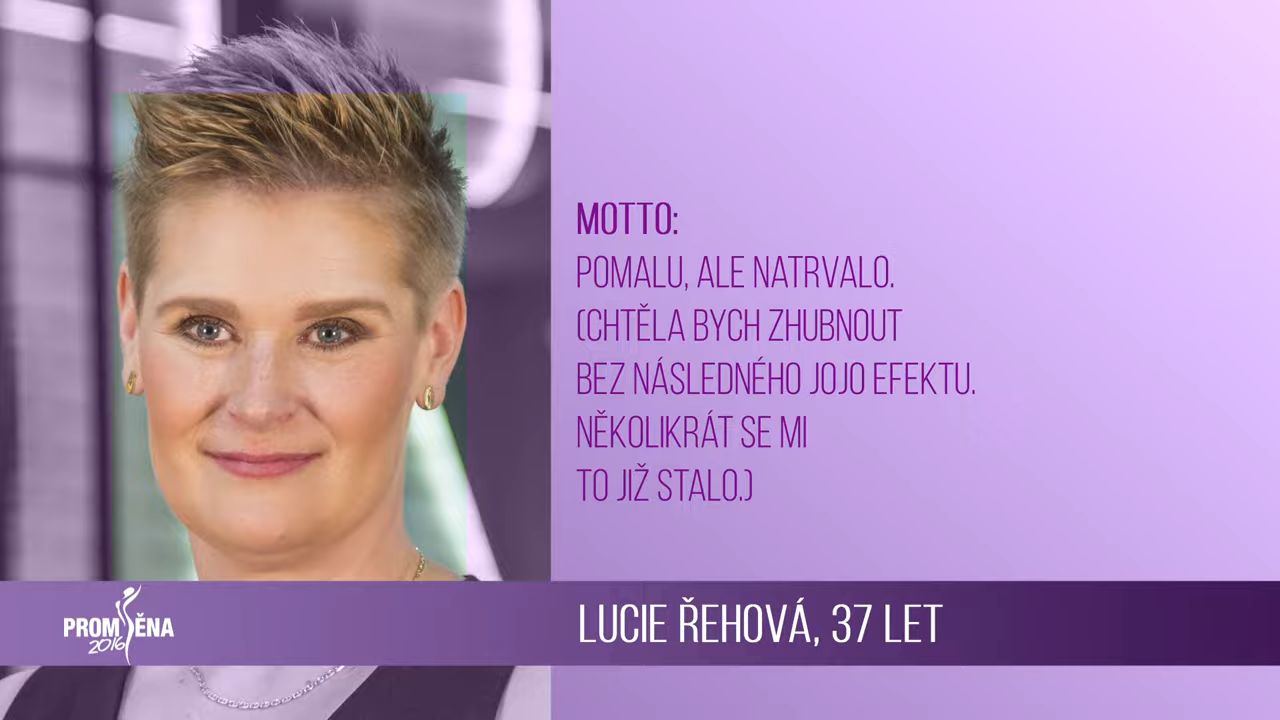 MOTTO:
POMALU, ALE NATRVALO.
(CHTĚLA BYCH ZHUBNOUT
BEZ NÁSLEDNÉHO JOJO EFEKTU.
NĚKOLIKRÁT SE MI
TO JIŽ STALO.)
LUCIE ŘEHOVÁ, 37 LET
PROMĚNA
2016